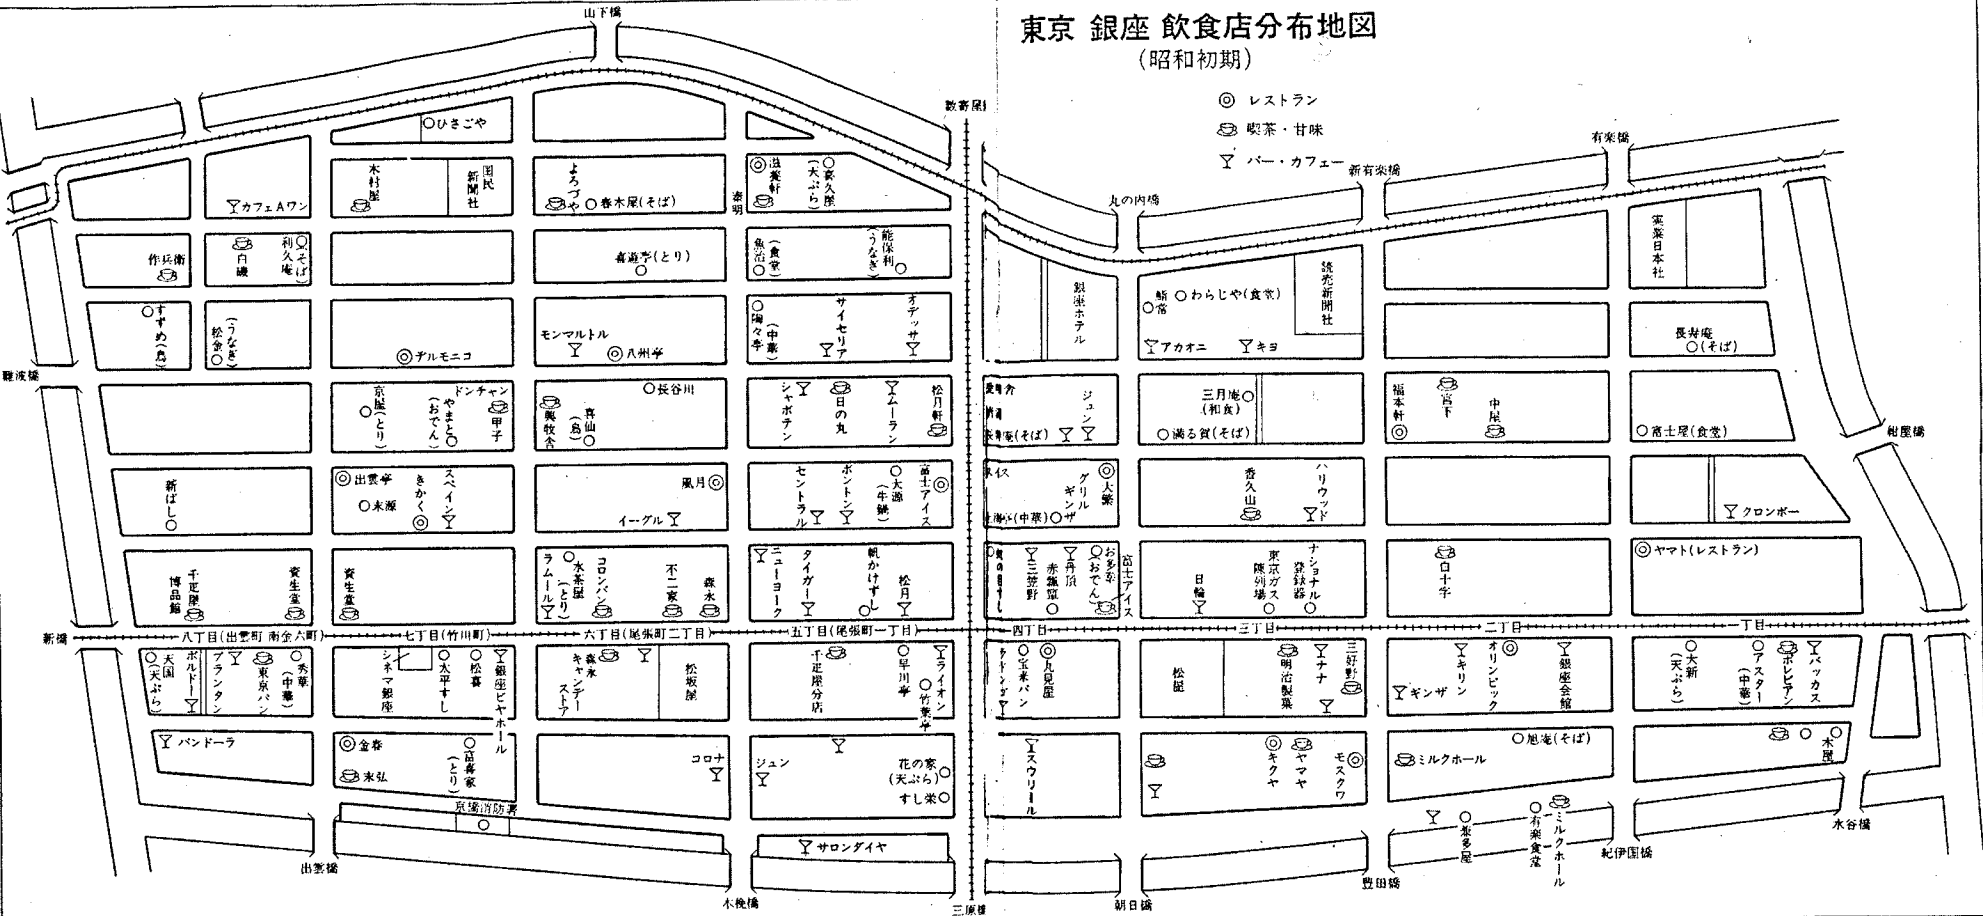 東京 銀座 飲食店分布地図
(昭和初期)
レストラン
喫茶・甘味
バー・カフェー
山下橋
数寄屋
丸の内橋
新有楽橋
有楽橋
ひさごや
木村屋
国民新聞社
よろづや
春木屋(そば)
泰明
滋養軒
喜久屋(天ぷら)
実業日本社
カフェAワン
作兵衛
白磯
利久庵(そば)
喜遊亭(とり)
魚治(食堂)
能保利(うなぎ)
銀座ホテル
鮨常
わらじや(食堂)
読売新聞社
すずめ(鳥)
松金(うなぎ)
デルモニコ
モンマルトル
八州亭
陶々亭(中華)
サイセリア
オデッサ
アカオニ
キヨ
長寿庵(そば)
難波橋
京屋(とり)
やまと(おでん)
ドンチャン
甲子
興牧舎
喜仙(鳥)
長谷川
シャボテン
日の丸
ムーラン
松月軒
庵(そば)
ジュン
三月庵(和食)
満る賀(そば)
福本軒
宮下
中屋
富士屋(食堂)
紺屋橋
新ばし
出雲亭
末源
きかく
スペイン
風月
イーグル
セントラル
ボントン
大源(牛鍋)
富士アイス
(中華)
グリルギンザ
大繁
香久山
ハリウッド
クロンボー
博品館
千疋屋
資生堂
資生堂
ラムール
水茶屋(とり)
コロンバン
不二家
森永
ニューヨーク
タイガー
帆かけずし
松月
三笠野
赤瓢箪
丹頂
お多幸(おでん)
富士アイス
日輪
東京ガス陳列場
ナショナル登録器
白十字
ヤマト(レストラン)
新橋
八丁目(出雲町 南金六町)
七丁目(竹川町)
六丁目(尾張町二丁目)
五丁目(尾張町一丁目)
四丁目
三丁目
二丁目
一丁目
天国(天ぷら)
ボルドー
プランタン
東京パン
秀華(中華)
シネマ銀座
太平すし
松喜
銀座ビヤホール
森永キャンデーストア
松坂屋
千疋屋分店
早川亭
ライオン
竹葉亭
宝来パン
九見屋
松屋
明治製菓
ナナ
三好野
ギンザ
キリン
オリンピック
銀座会館
大新(天ぷら)
アスター(中華)
ボレビアン
バッカス
パンドーラ
金春
末弘
富喜家(とり)
コロナ
ジュン
花の家(天ぷら)
すし栄
スウリール
キクヤ
ヤマヤ
モスクワ
ミルクホール
旭庵(そば)
木屋
京橋消防署
サロンダイヤ
兼多屋
有楽食堂
ミルクホール
出雲橋
木挽橋
三原橋
朝日橋
豊田橋
紀伊国橋
水谷橋